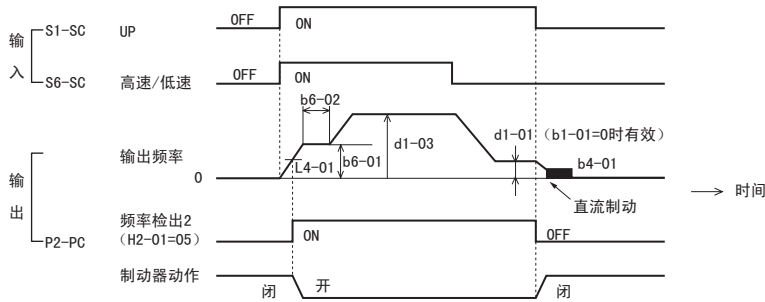 输入
S1-SC UP OFF ON
S6-SC 高速/低速 OFF ON
b6-02
输出频率 0 L4-01 b6-01 d1-03 d1-01 (b1-01=0时有效) b4-01
直流制动
时间
输出
频率检出2
P2-PC (H2-01=05) ON OFF
制动器动作 闭 开 闭